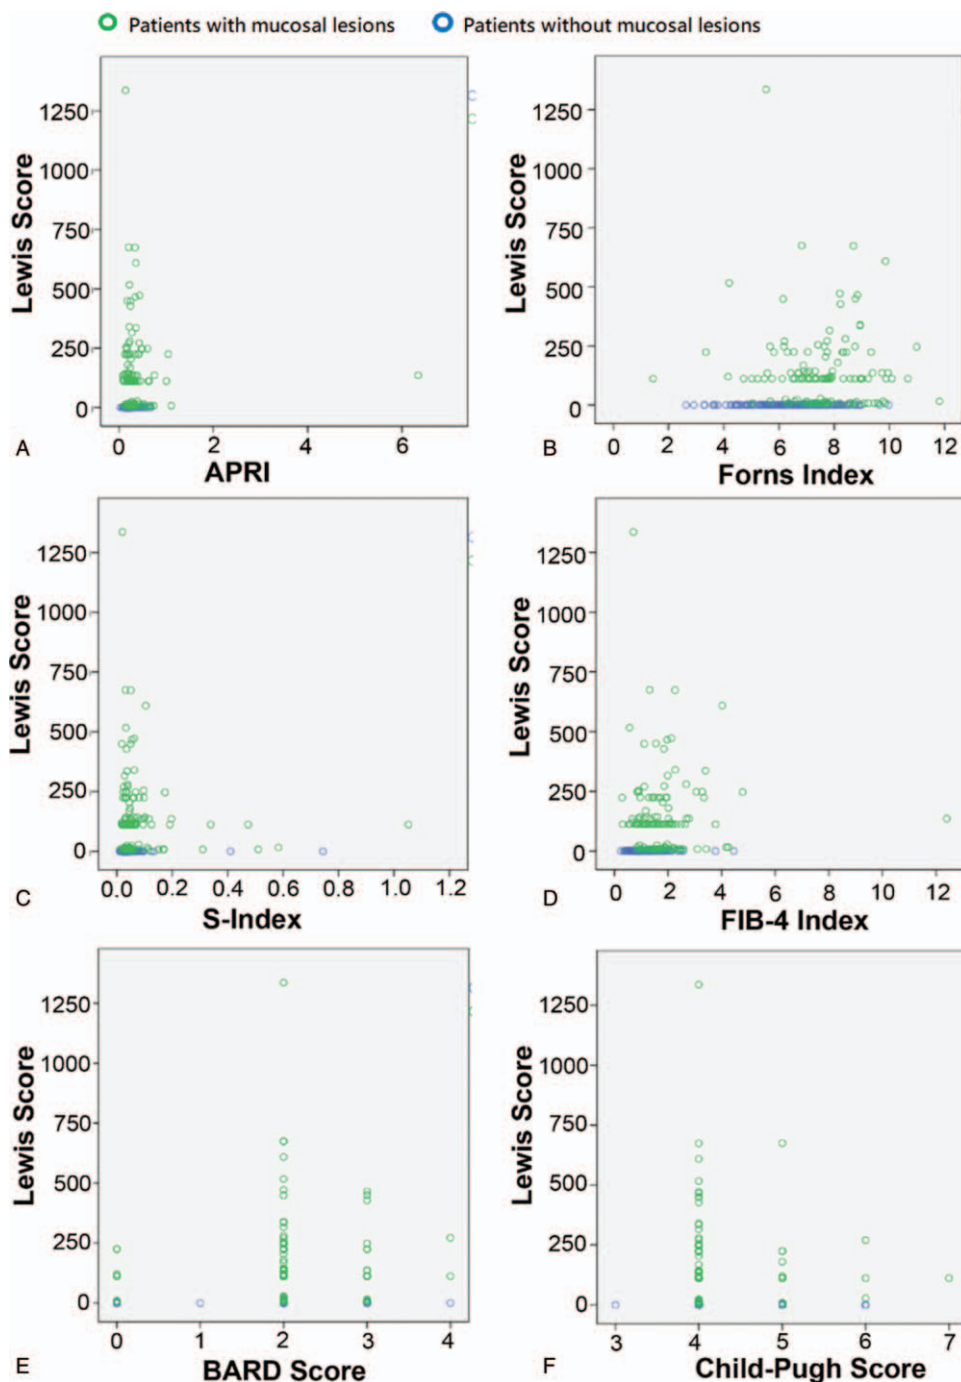 Patients with mucosal lesions Patients without mucosal lesions
Lewis Score
1250
1000
750
500
250
0
0 2 4 6
A
APRI
Lewis Score
1250
1000
750
500
250
0
0 2 4 6 8 10 12
B
Forns Index
Lewis Score
1250
1000
750
500
250
0
0.0 0.2 0.4 0.6 0.8 1.0 1.2
C
S-Index
Lewis Score
1250
1000
750
500
250
0
0 2 4 6 8 10 12
D
FIB-4 Index
Lewis Score
1250
1000
750
500
250
0
0 1 2 3 4
E
BARD Score
Lewis Score
1250
1000
750
500
250
0
3 4 5 6 7
F
Child-Pugh Score